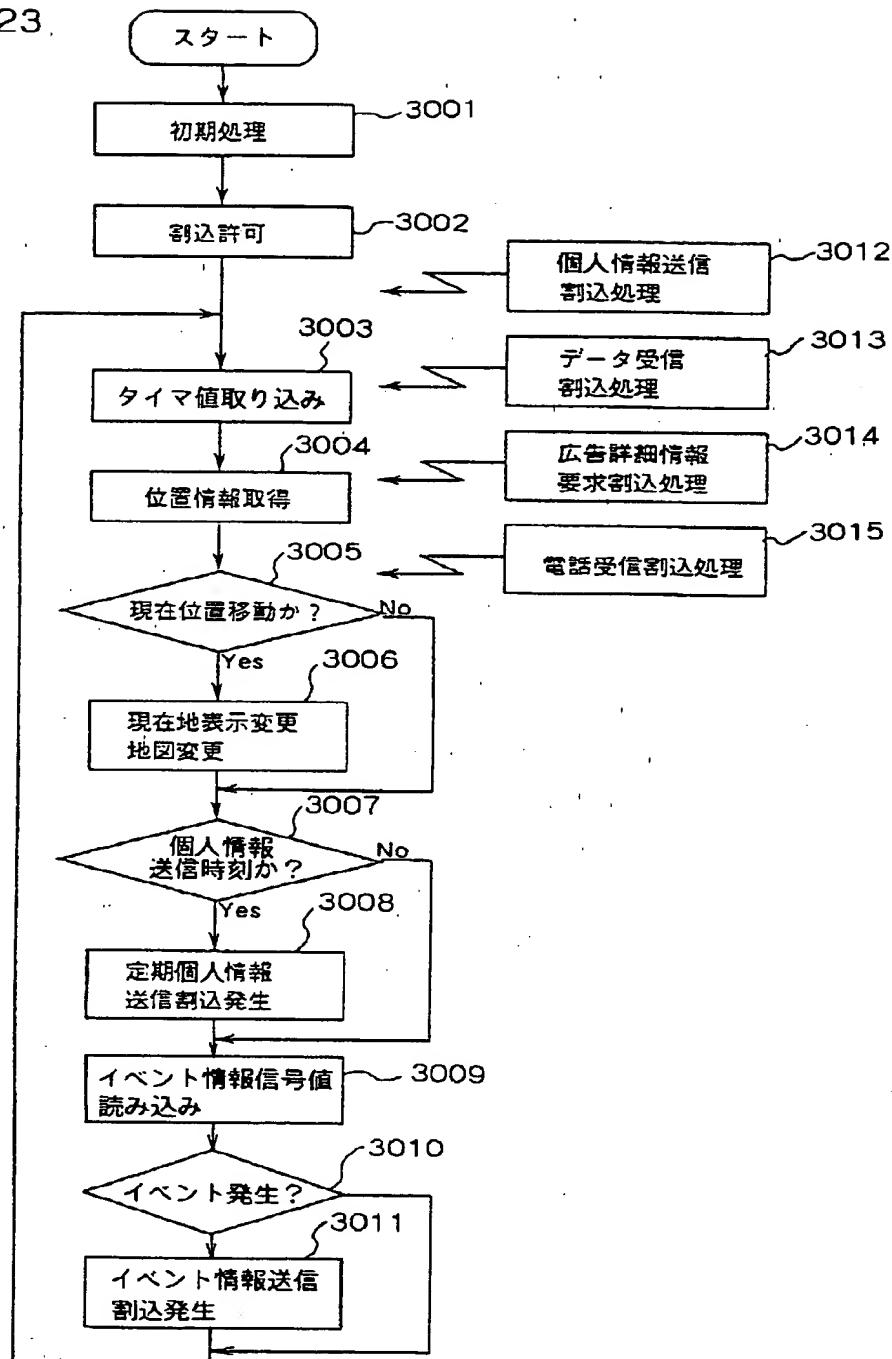 23
スタート
3001
初期処理
3002
割込許可
3012
個人情報送信
割込処理
3003
タイマ値取り込み
3013
データ受信
割込処理
3004
位置情報取得
3014
広告詳細情報
要求割込処理
3005
現在位置移動か?
No
Yes
3015
電話受信割込処理
3006
現在地表示変更
地図変更
3007
個人情報
送信時刻か?
No
Yes
3008
定期個人情報
送信割込発生
3009
イベント情報信号値
読み込み
3010
イベント発生?
3011
イベント情報送信
割込発生